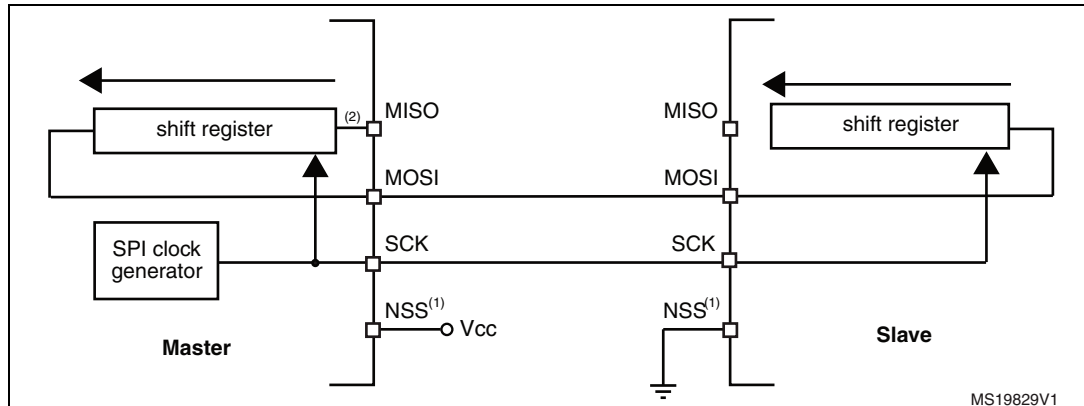 shift register
(2)
MISO
MOSI
SPI clock
generator
SCK
NSS(1)
Vcc
Master
MISO
shift register
MOSI
SCK
NSS(1)
Slave
MS19829V1